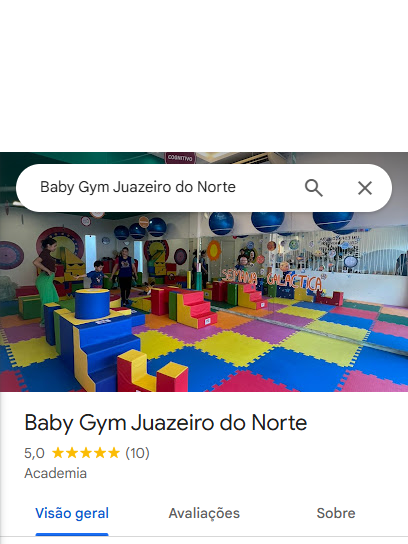 COGNITIVO
Baby Gym Juazeiro do Norte
SEMANA GALÁCTICA
Baby Gym Juazeiro do Norte
5,0 (10)
Academia
Visão geral Avaliações Sobre